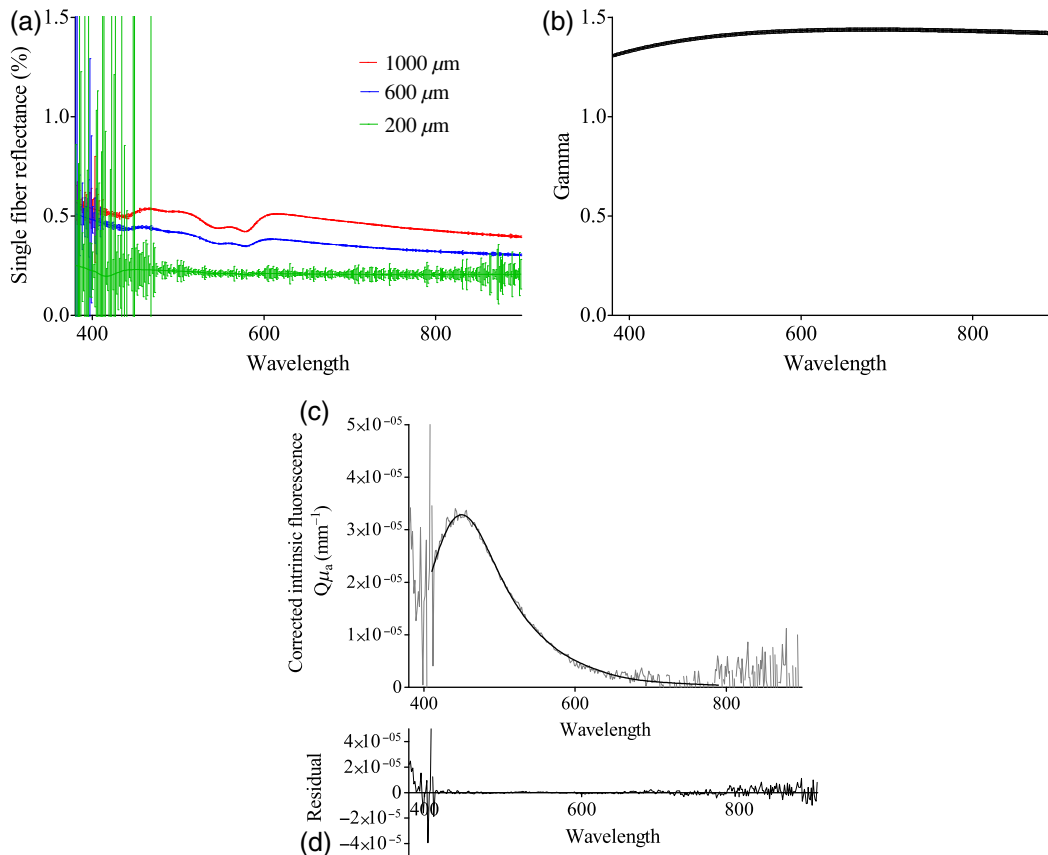 (a)
Single fiber reflectance (%)
1.5
1.0
0.5
0.0
400 600 800
Wavelength
1000 μm
600 μm
200 μm
(b)
Gamma
1.5
1.0
0.5
0.0
400 600 800
Wavelength
(c)
Corrected intrinsic fluorescence
Qμa (mm⁻¹)
5×10⁻⁰⁵
4×10⁻⁰⁵
3×10⁻⁰⁵
2×10⁻⁰⁵
1×10⁻⁰⁵
0
400 600 800
Wavelength
Residual
4×10⁻⁰⁵
2×10⁻⁰⁵
0
−2×10⁻⁵
−4×10⁻⁵
400 600 800
Wavelength
(d)